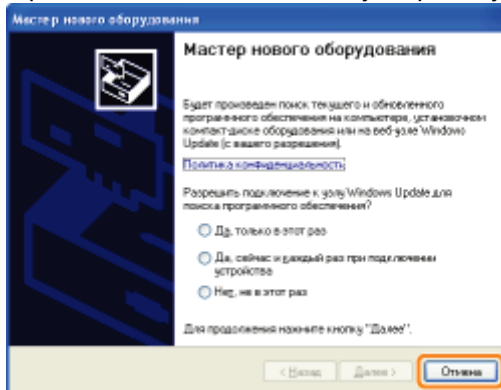 Мастер нового оборудования
Мастер нового оборудования
Будет произведен поиск текущего и обновленного
программного обеспечения на компьютере, установочном
компакт-диске оборудования или на веб-узле Windows
Update (с вашего разрешения).
Политика конфиденциальности
Разрешить подключение к узлу Windows Update для
поиска программного обеспечения?
Да, только в этот раз
Да, сейчас и каждый раз при подключении
устройства
Нет, не в этот раз
Для продолжения нажмите кнопку "Далее".
< Назад Далее > Отмена